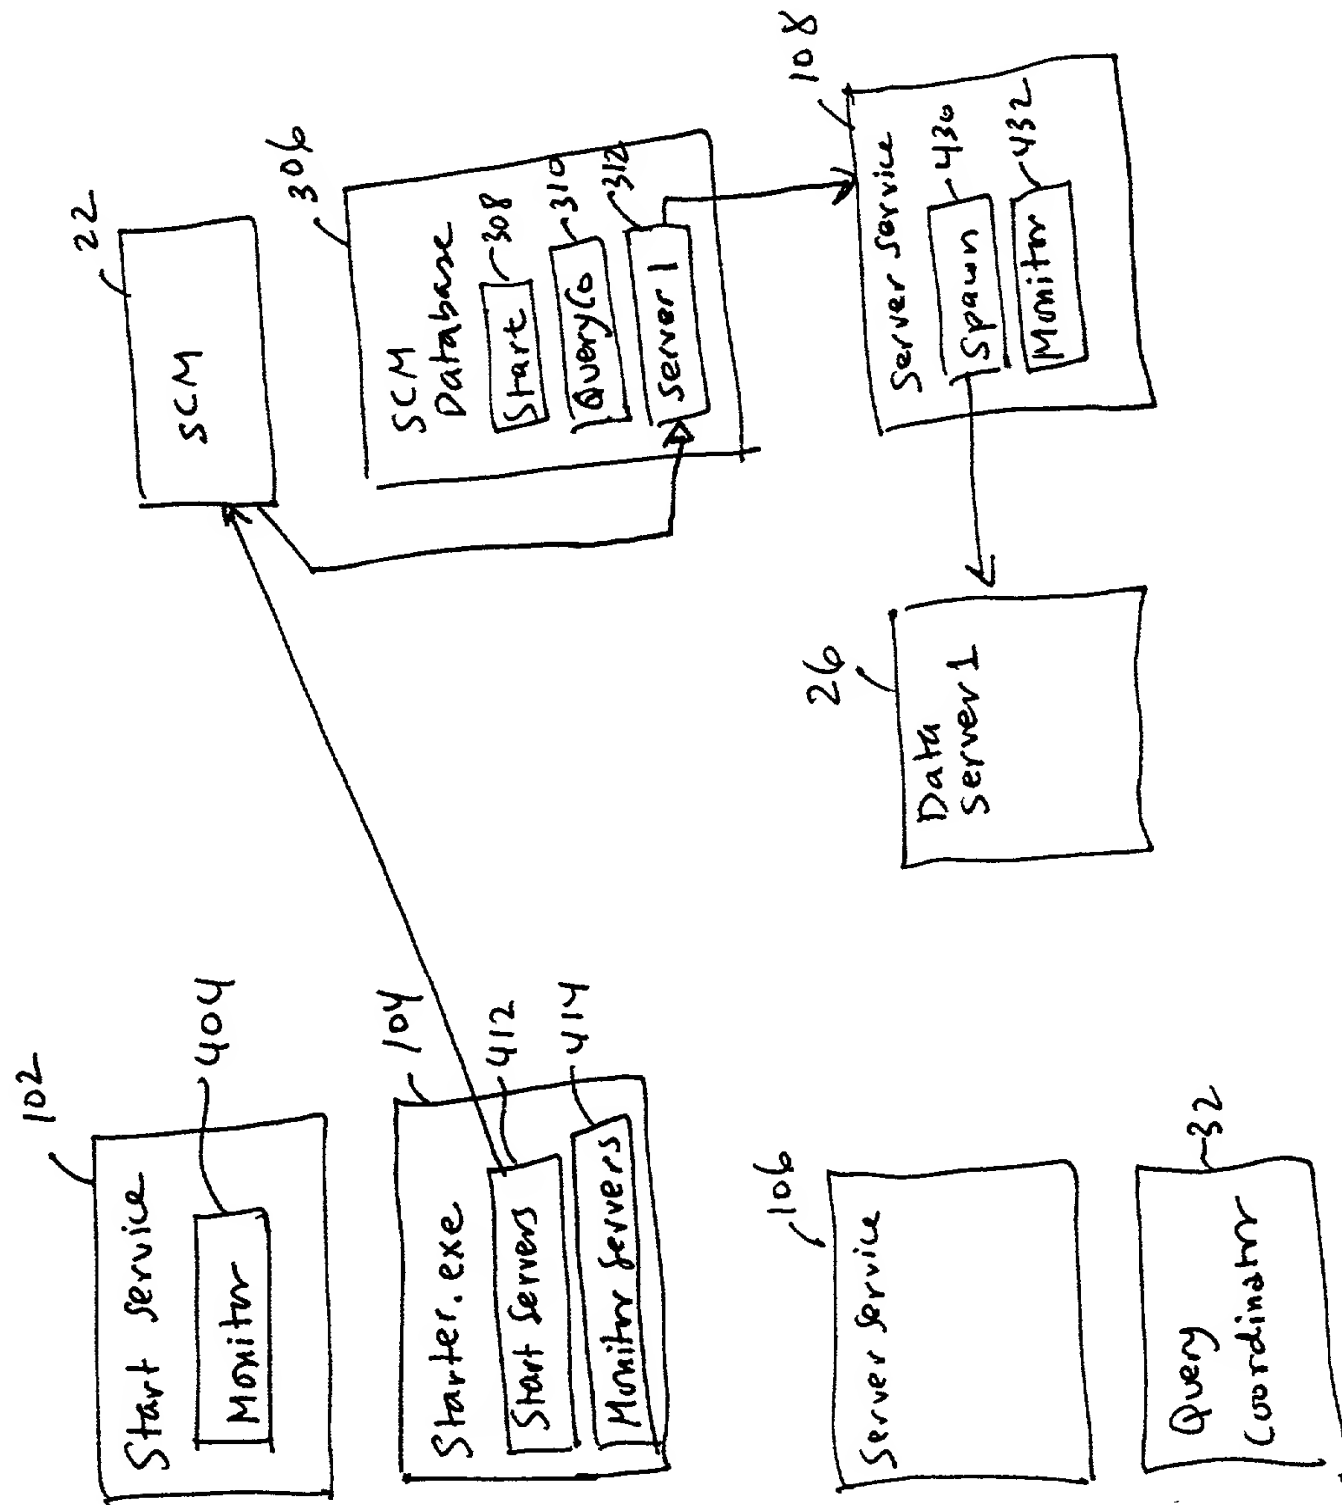 102
Start Service
Monitor
404
104
Starter.exe
Start Servers
412
Monitor Servers
414
106
Server Service
Query
Coordinator
32
22
SCM
306
SCM
Database
Start
308
QueryCo
310
Server 1
312
108
Server Service
Spawn
430
Monitor
432
26
Data
Server 1